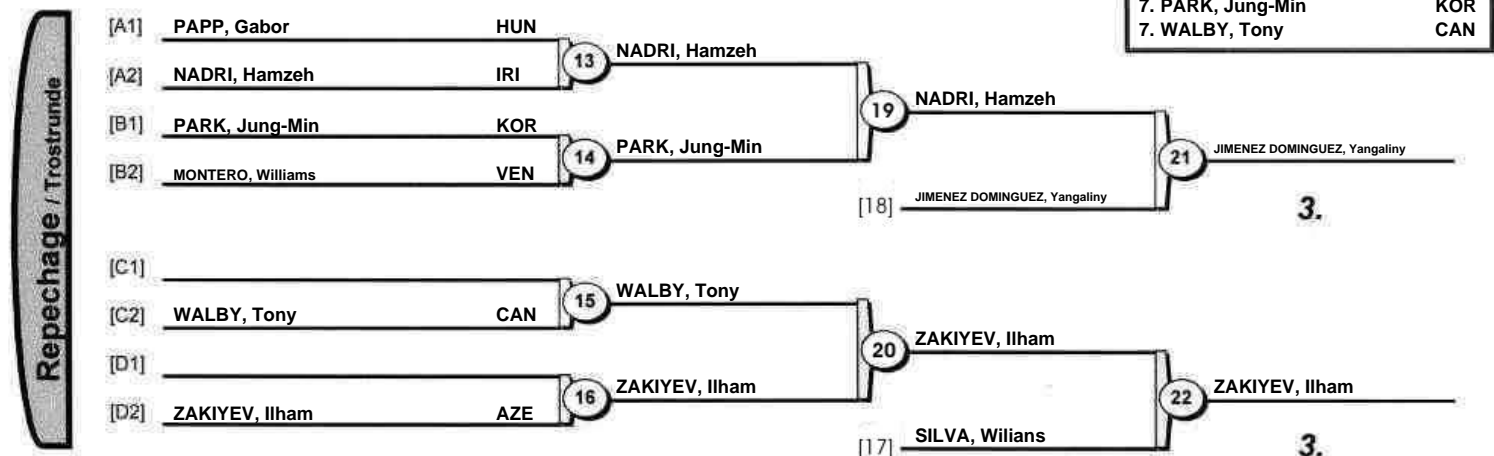 7. PARK, Jung-Min KOR
7. WALBY, Tony CAN
Repechage / Trostrunde
[A1] PAPP, Gabor HUN
13 NADRI, Hamzeh
[A2] NADRI, Hamzeh IRI
19 NADRI, Hamzeh
[B1] PARK, Jung-Min KOR
14 PARK, Jung-Min
[B2] MONTERO, Williams VEN
21 JIMENEZ DOMINGUEZ, Yangaliny
[18] JIMENEZ DOMINGUEZ, Yangaliny
3.
[C1]
15 WALBY, Tony
[C2] WALBY, Tony CAN
20 ZAKIYEV, Ilham
[D1]
16 ZAKIYEV, Ilham
[D2] ZAKIYEV, Ilham AZE
22 ZAKIYEV, Ilham
[17] SILVA, Wilians
3.